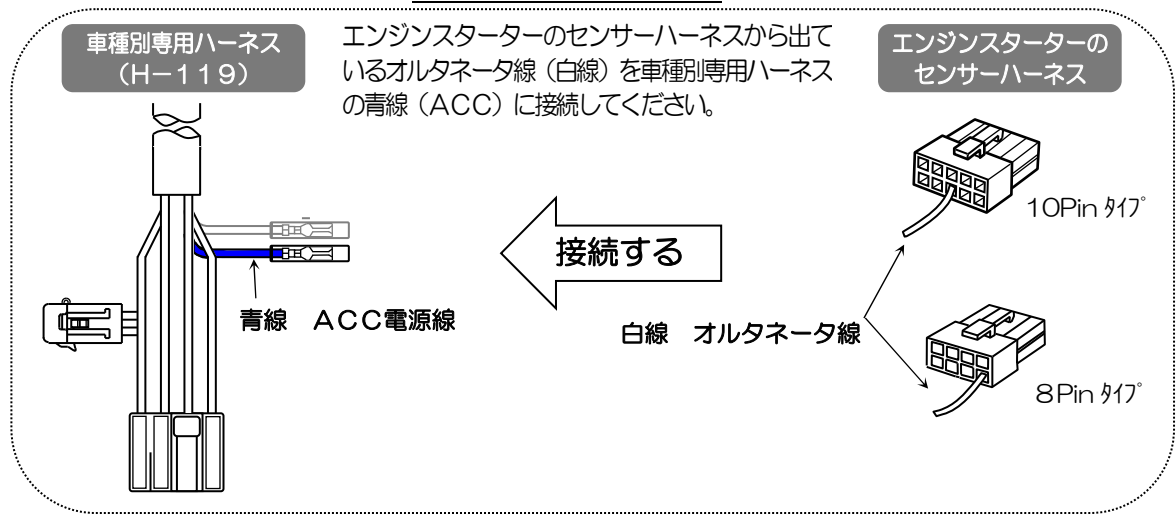 車種別専用ハーネス
（H－119）
エンジンスターターのセンサーハーネスから出て
いるオルタネータ線（白線）を車種別専用ハーネス
の青線（ACC）に接続してください。
エンジンスターターの
センサーハーネス
10Pin ﾀｲﾌﾟ
接続する
青線　ACC電源線
白線　オルタネータ線
8Pin ﾀｲﾌﾟ